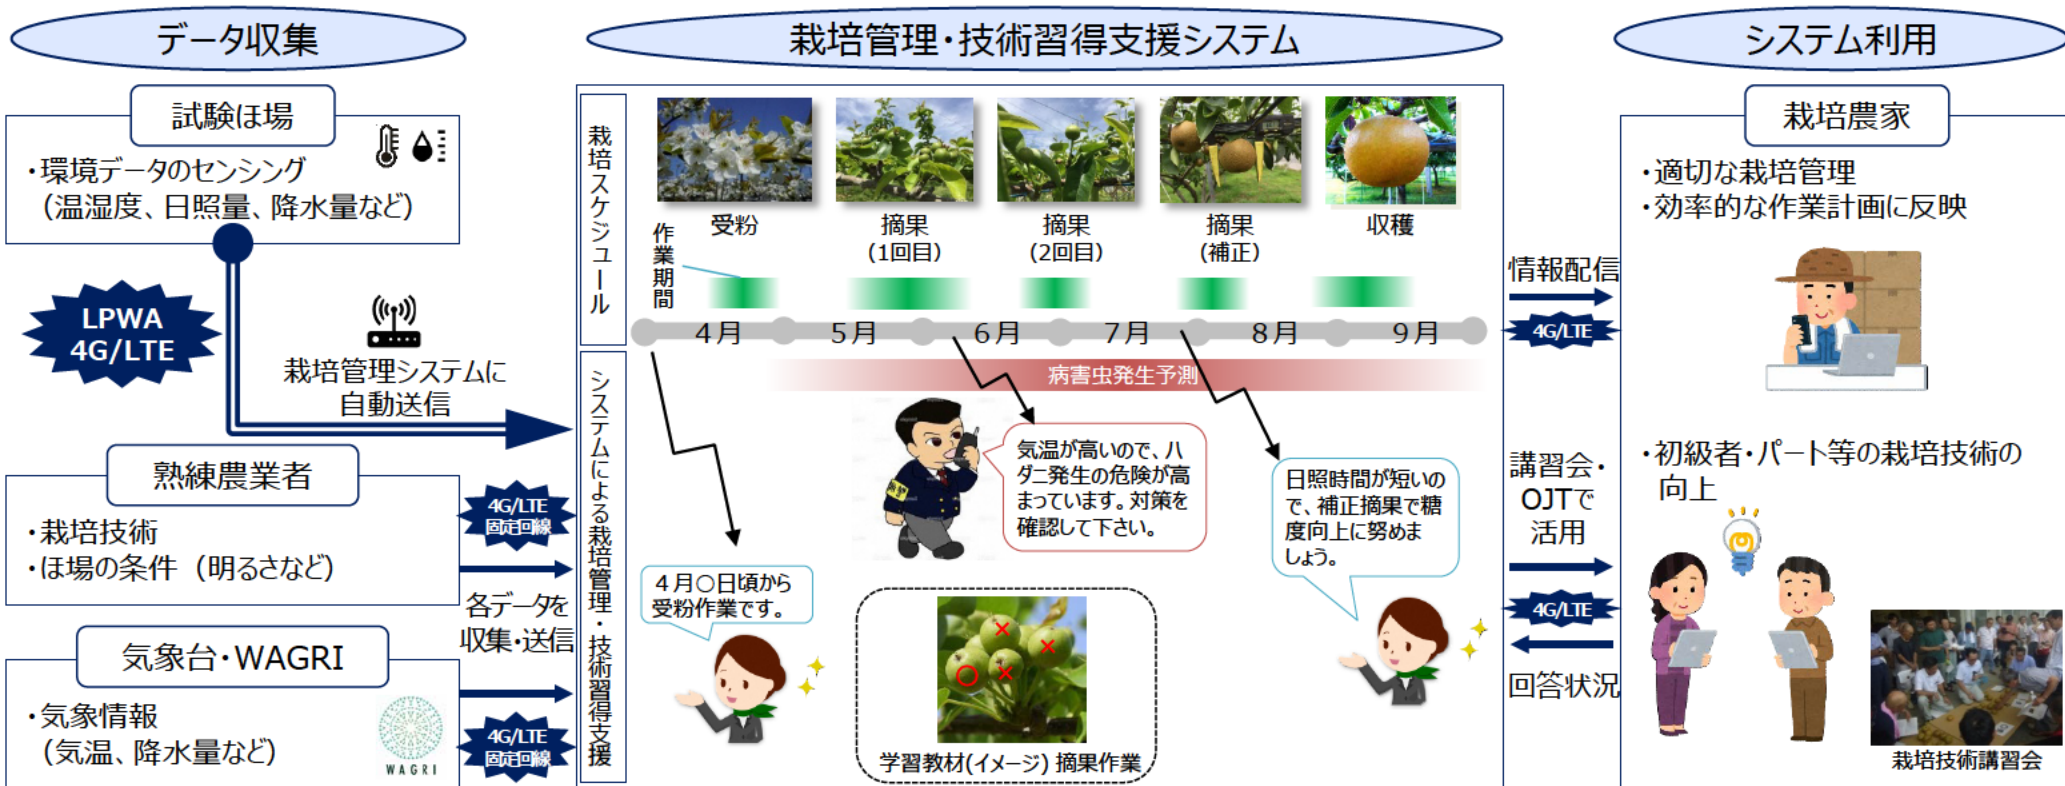 データ収集
試験ほ場
・環境データのセンシング
（温湿度、日照量、降水量など）
LPWA
4G/LTE
栽培管理システムに
自動送信
熟練農業者
・栽培技術
・ほ場の条件（明るさなど）
4G/LTE
固定回線
各データを
収集・送信
気象台・WAGRI
・気象情報
（気温、降水量など）
WAGRI
4G/LTE
固定回線
栽培管理・技術習得支援システム
栽培スケジュール
受粉
摘果
(1回目)
摘果
(2回目)
摘果
(補正)
収穫
作業期間
4月
5月
6月
7月
8月
9月
病害虫発生予測
システムによる栽培管理・技術習得支援
4月○日頃から
受粉作業です。
気温が高いので、ハ
ダニ発生の危険が高
まっています。対策を
確認して下さい。
日照時間が短いの
で、補正摘果で糖
度向上に努めま
しょう。
学習教材(イメージ) 摘果作業
情報配信
4G/LTE
講習会・
OJTで
活用
4G/LTE
回答状況
システム利用
栽培農家
・適切な栽培管理
・効率的な作業計画に反映
・初級者・パート等の栽培技術の
向上
栽培技術講習会